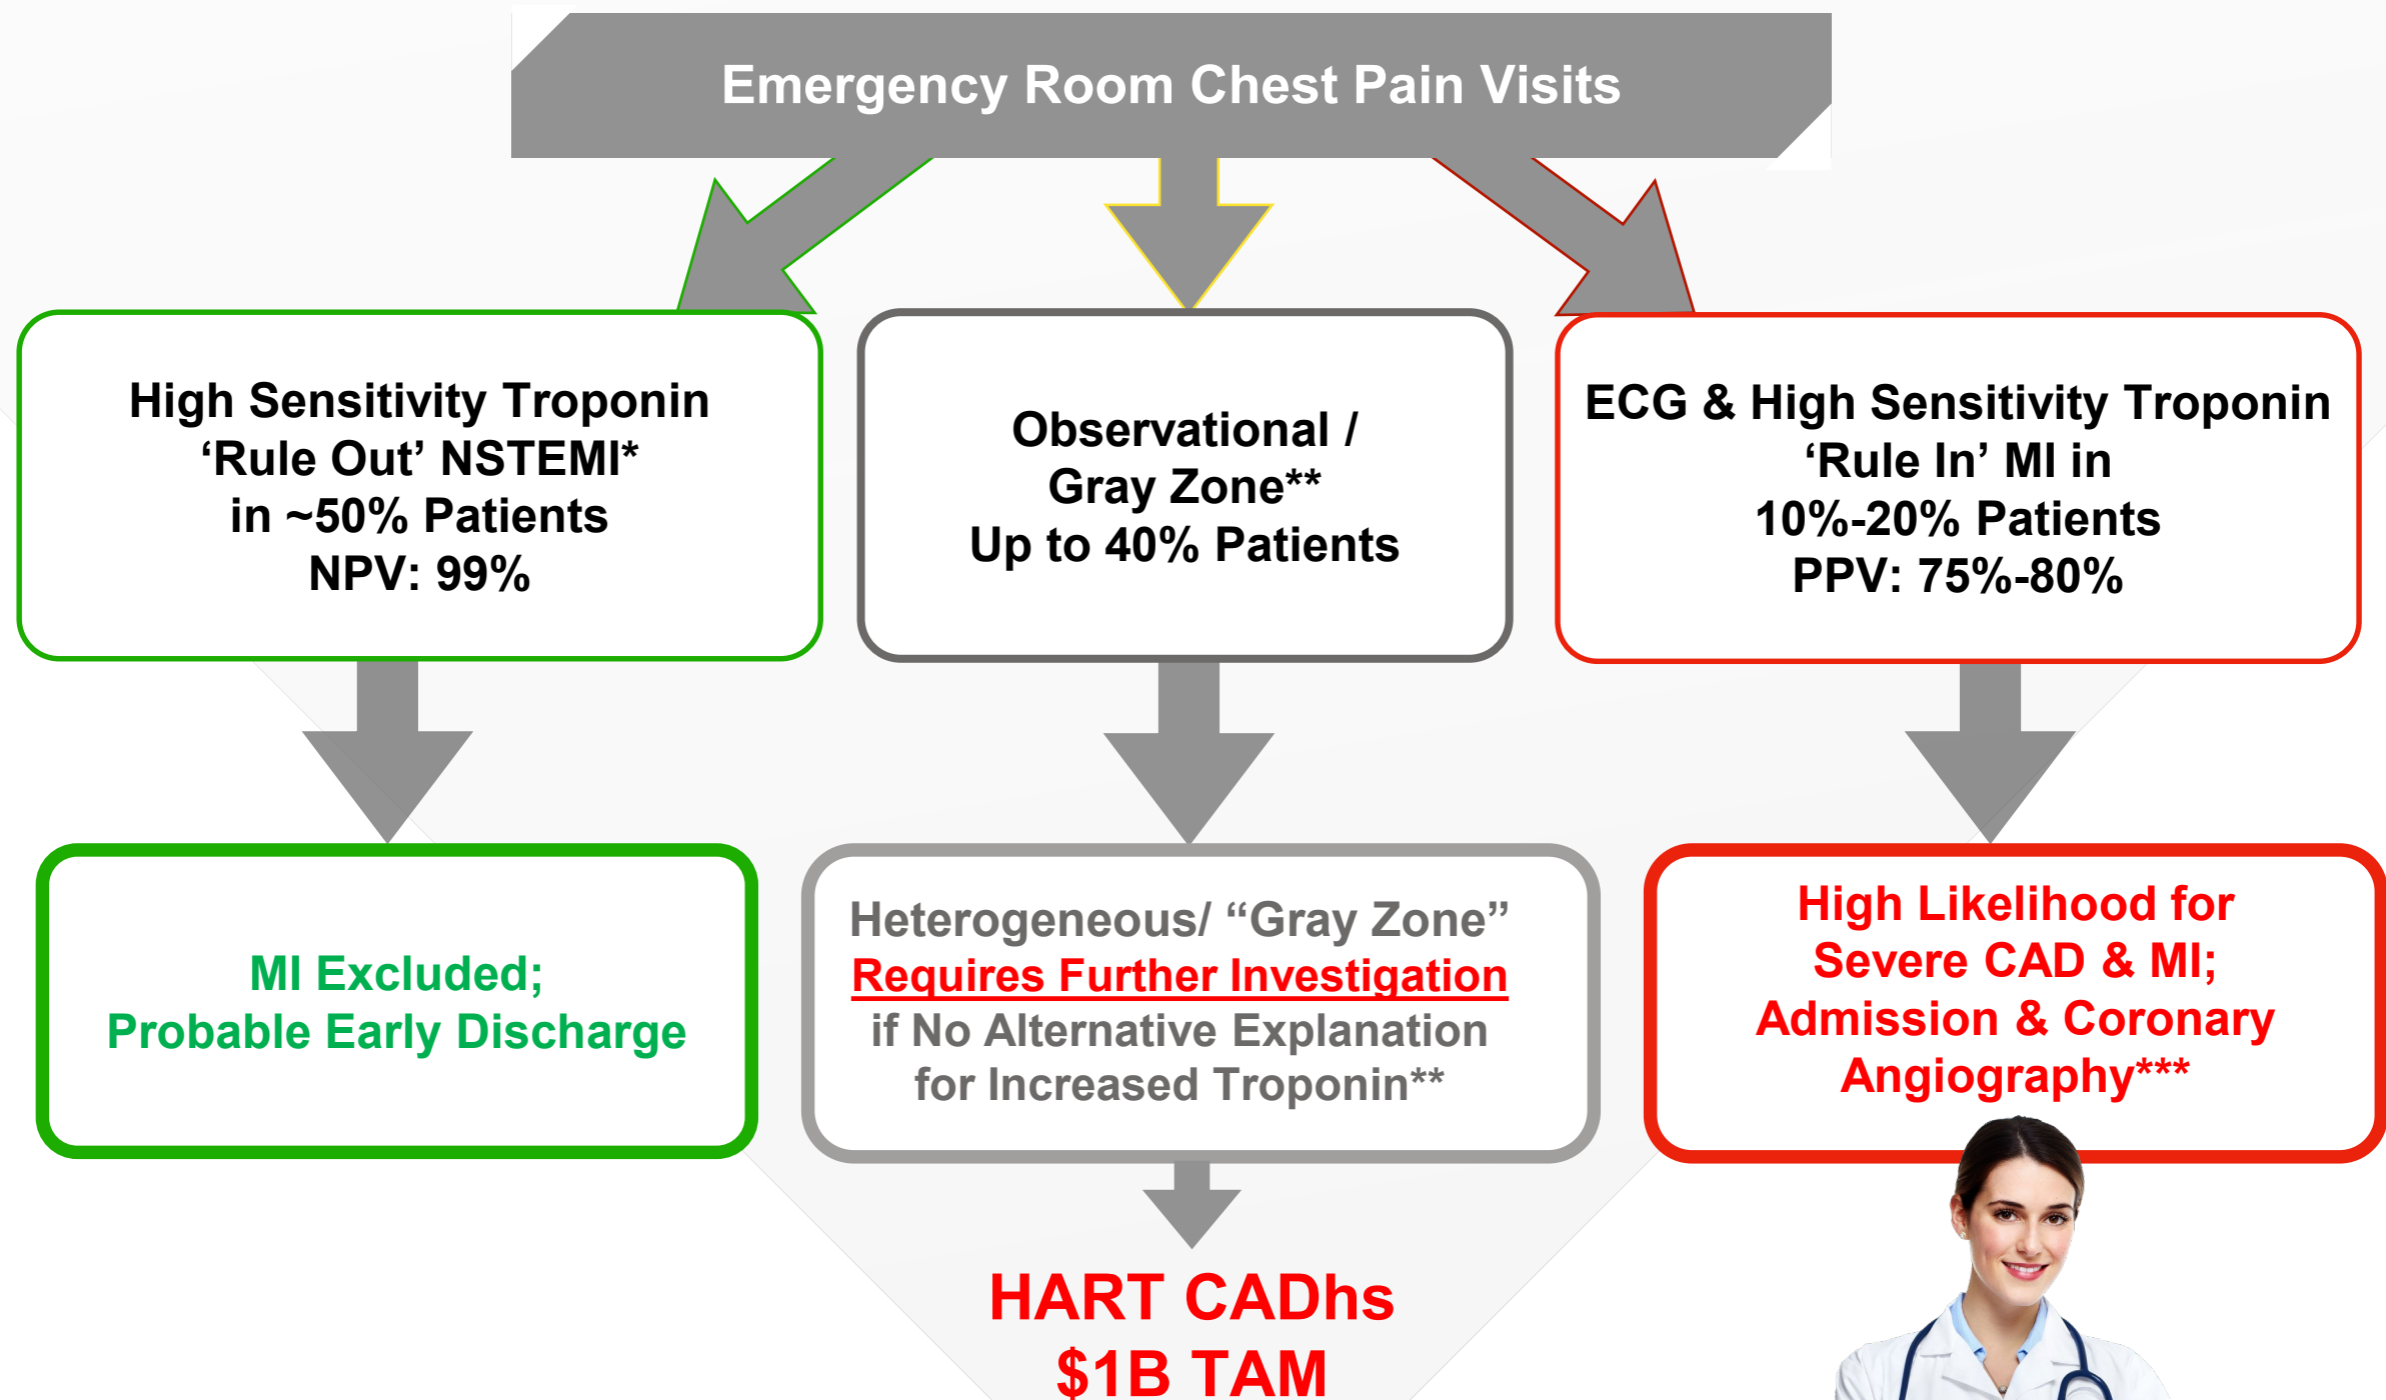 Emergency Room Chest Pain Visits
High Sensitivity Troponin
‘Rule Out’ NSTEMI*
in ~50% Patients
NPV: 99%
Observational /
Gray Zone**
Up to 40% Patients
ECG & High Sensitivity Troponin
‘Rule In’ MI in
10%-20% Patients
PPV: 75%-80%
MI Excluded;
Probable Early Discharge
Heterogeneous/ “Gray Zone”
Requires Further Investigation
if No Alternative Explanation
for Increased Troponin**
High Likelihood for
Severe CAD & MI;
Admission & Coronary
Angiography***
HART CADhs
$1B TAM